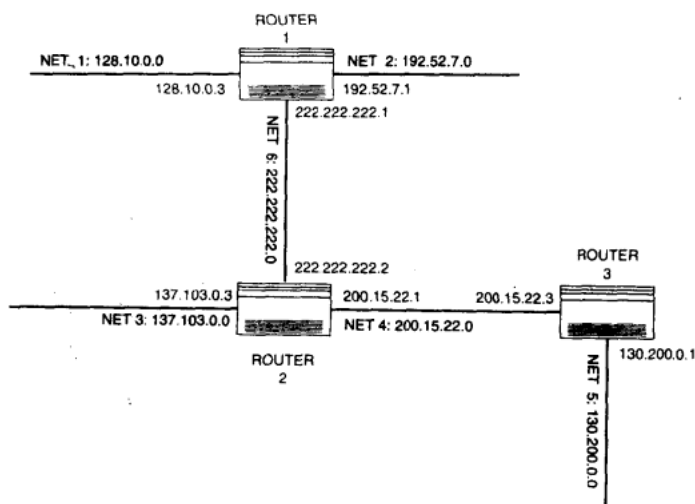 ROUTER
1
NET 1: 128.10.0.0
NET 2: 192.52.7.0
128.10.0.3
192.52.7.1
222.222.222.1
NET 6: 222.222.222.0
222.222.222.2
ROUTER
3
137.103.0.3
200.15.22.1
200.15.22.3
NET 3: 137.103.0.0
NET 4: 200.15.22.0
130.200.0.1
ROUTER
2
NET 5: 130.200.0.0